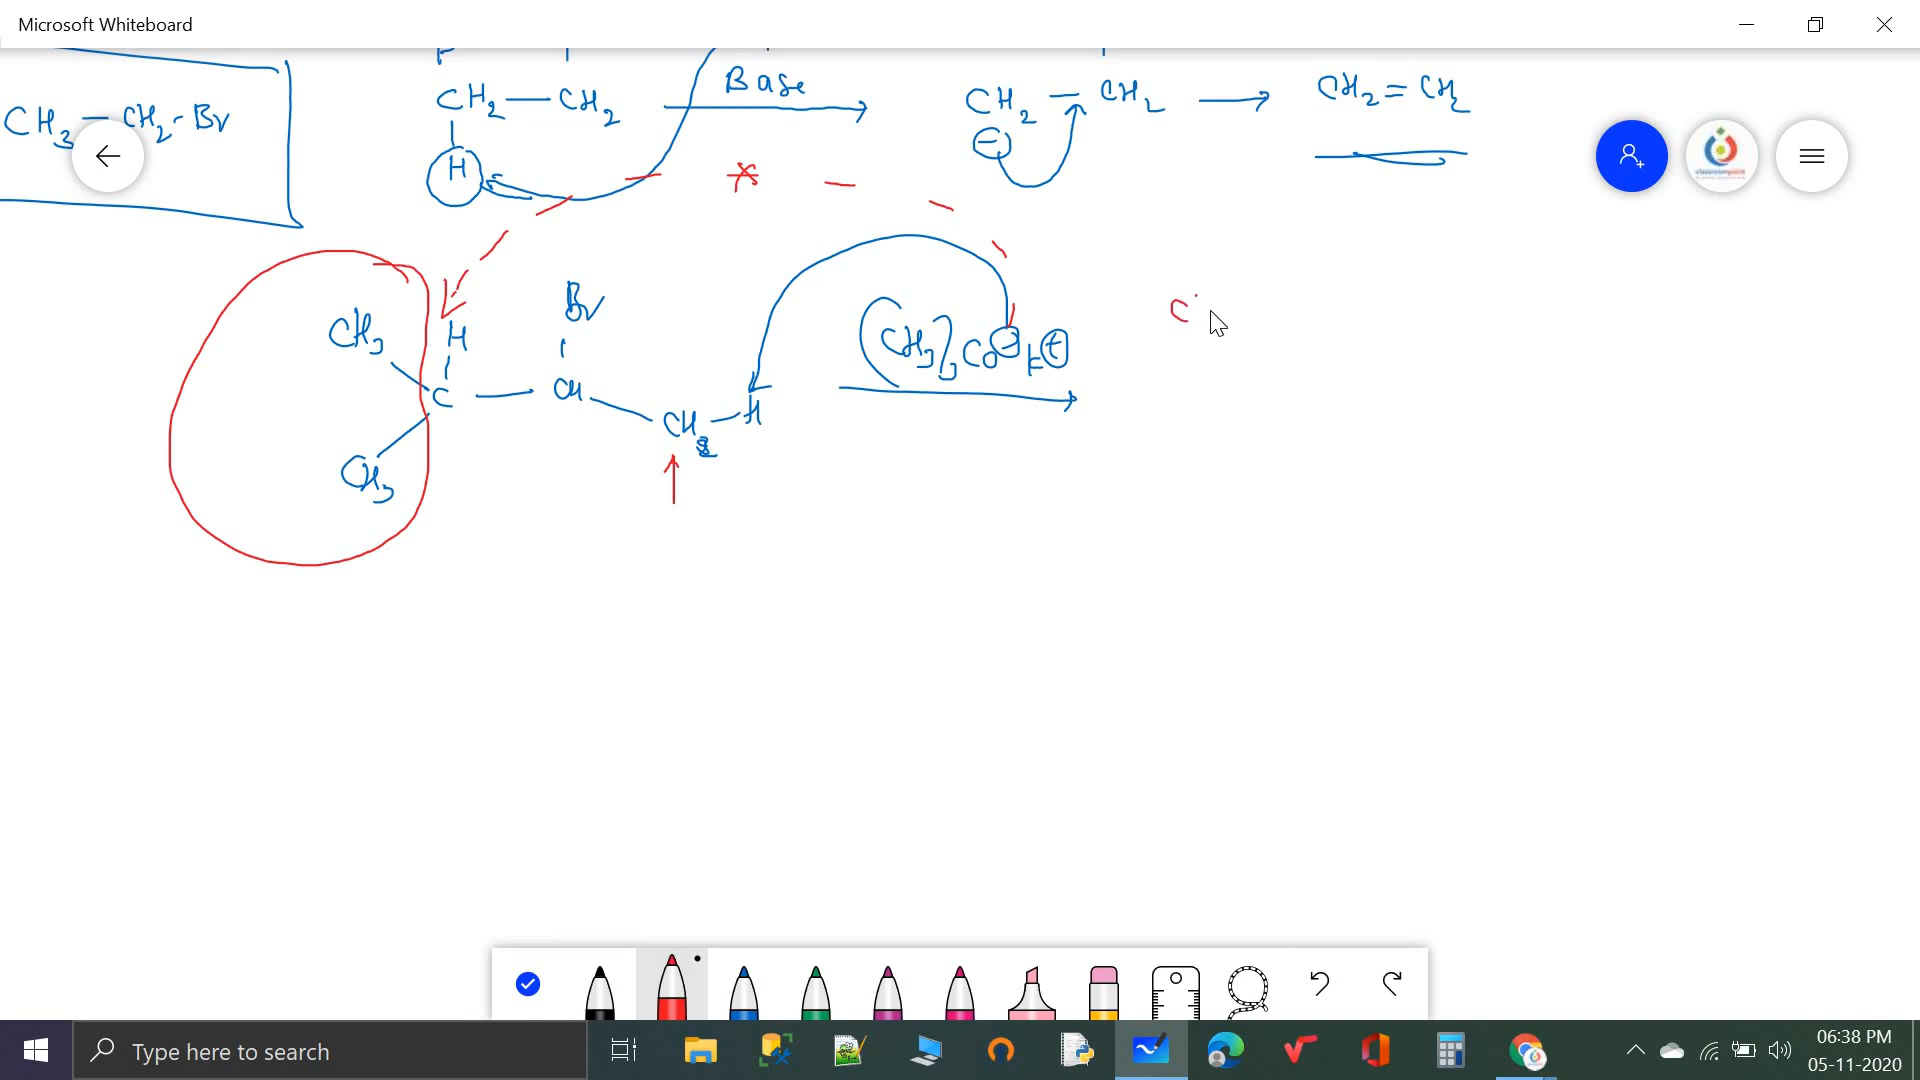 Microsoft Whiteboard
CH3 — CH2 - Br
CH2 — CH2
Base
CH2 — CH2
CH2 = CH2
H
Br
CH3
H
(CH3)3CO⊖ K⊕
C
C — CH
CH2 — H
CH3
Type here to search
06:38 PM
05-11-2020